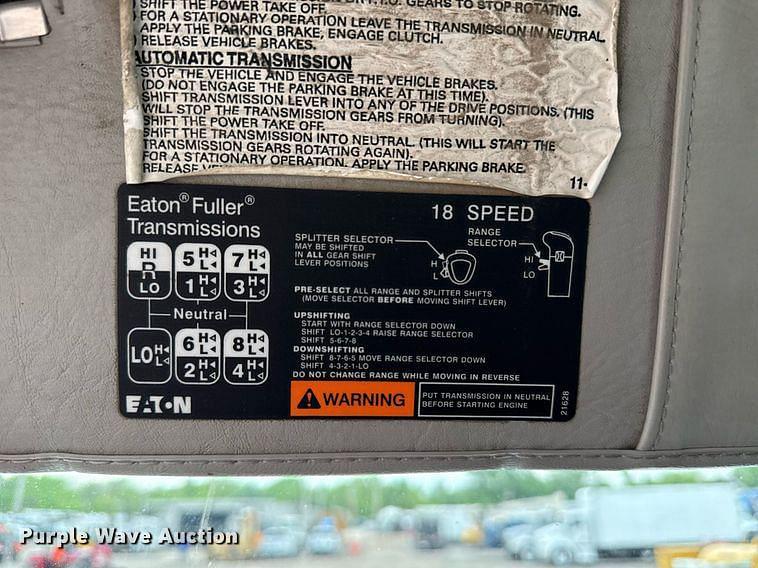 SHIFT THE POWER TAKE OFF.
GEARS TO STOP ROTATING.
FOR A STATIONARY OPERATION LEAVE THE TRANSMISSION IN NEUTRAL
APPLY THE PARKING BRAKE, ENGAGE CLUTCH.
RELEASE VEHICLE BRAKES.
AUTOMATIC TRANSMISSION
STOP THE VEHICLE AND ENGAGE THE VEHICLE BRAKES.
(DO NOT ENGAGE THE PARKING BRAKE AT THIS TIME).
SHIFT TRANSMISSION LEVER INTO ANY OF THE DRIVE POSITIONS. (THIS
WILL STOP THE TRANSMISSION GEARS FROM TURNING).
SHIFT THE POWER TAKE OFF.
SHIFT THE TRANSMISSION INTO NEUTRAL. (THIS WILL START THE
TRANSMISSION GEARS ROTATING AGAIN).
FOR A STATIONARY OPERATION, APPLY THE PARKING BRAKE.
RELEASE
11-
Eaton® Fuller®
Transmissions
18 SPEED
HI
R
LO
5 H L
1 H L
7 H L
3 H L
Neutral
LO H L
6 H L
2 H L
8 H L
4 H L
EATON
SPLITTER SELECTOR
MAY BE SHIFTED
IN ALL GEAR SHIFT
LEVER POSITIONS
H
L
RANGE
SELECTOR
HI
LO
PRE-SELECT ALL RANGE AND SPLITTER SHIFTS
(MOVE SELECTOR BEFORE MOVING SHIFT LEVER)
UPSHIFTING
START WITH RANGE SELECTOR DOWN
SHIFT LO-1-2-3-4 RAISE RANGE SELECTOR
SHIFT 5-6-7-8
DOWNSHIFTING
SHIFT 8-7-6-5 MOVE RANGE SELECTOR DOWN
SHIFT 4-3-2-1-LO
DO NOT CHANGE RANGE WHILE MOVING IN REVERSE
WARNING
PUT TRANSMISSION IN NEUTRAL
BEFORE STARTING ENGINE
21628
Purple Wave Auction